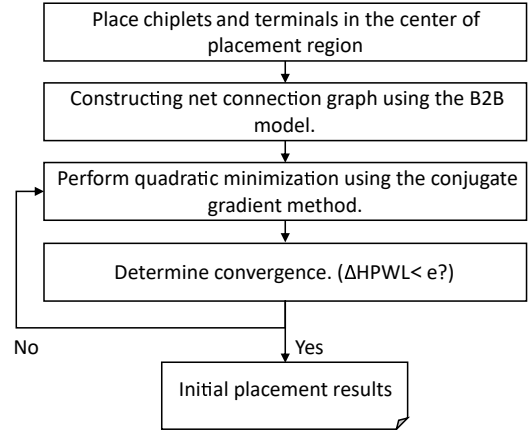 Place chiplets and terminals in the center of
placement region
Constructing net connection graph using the B2B
model.
Perform quadratic minimization using the conjugate
gradient method.
Determine convergence. (ΔHPWL< e?)
No
Yes
Initial placement results